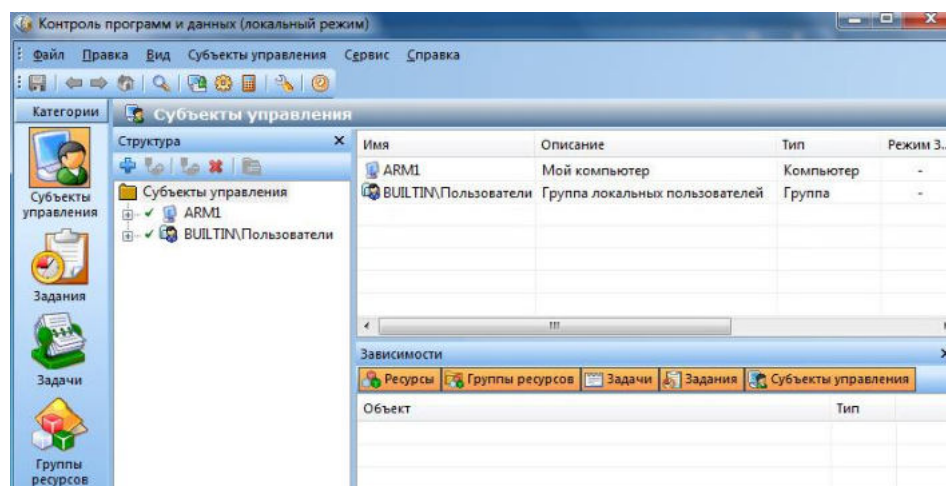 Контроль программ и данных (локальный режим)
Файл Правка Вид Субъекты управления Сервис Справка
Категории
Субъекты управления
Субъекты управления
Задания
Задачи
Группы ресурсов
Структура
Субъекты управления
ARM1
BUILTIN\Пользователи
Имя Описание Тип Режим З...
ARM1 Мой компьютер Компьютер -
BUILTIN\Пользователи Группа локальных пользователей Группа -
Зависимости
Ресурсы Группы ресурсов Задачи Задания Субъекты управления
Объект Тип